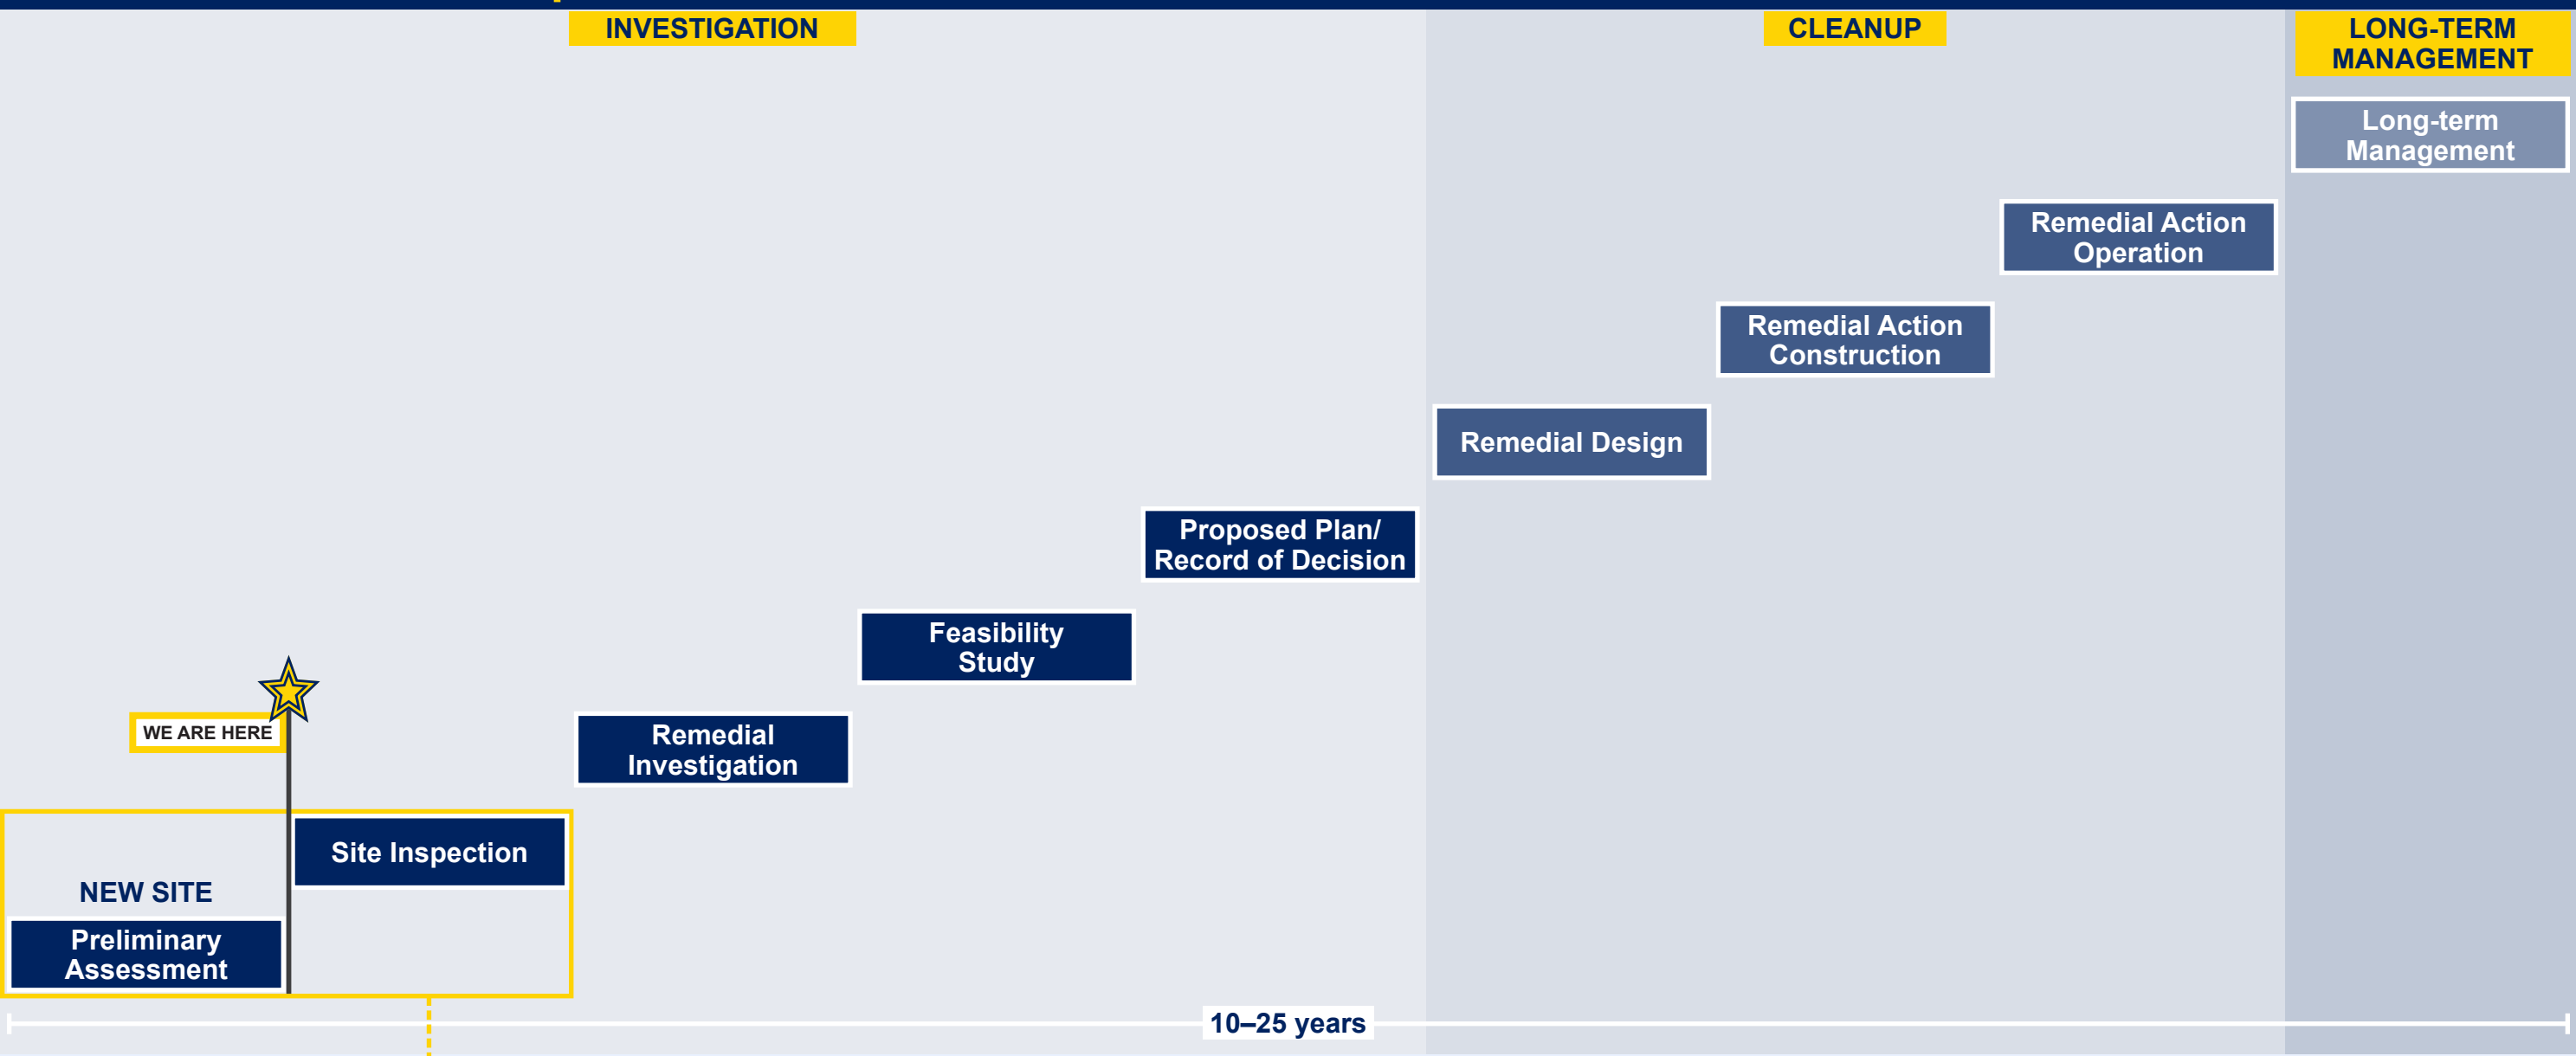 INVESTIGATION
CLEANUP
LONG-TERM
MANAGEMENT
Long-term
Management
Remedial Action
Operation
Remedial Action
Construction
Remedial Design
Proposed Plan/
Record of Decision
Feasibility
Study
Remedial
Investigation
WE ARE HERE
Site Inspection
NEW SITE
Preliminary
Assessment
10–25 years